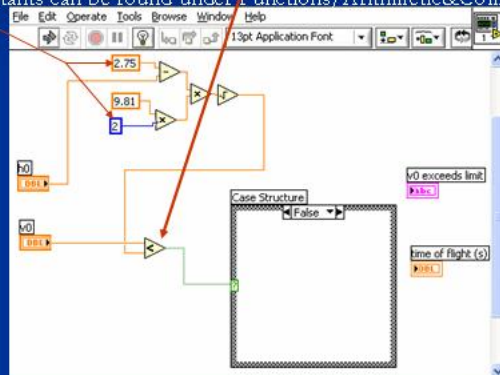 tants can be found under Functions/Arithmetic&Com
File Edit Operate Tools Browse Window Help
13pt Application Font
1
2.75
9.81
2
h0
DBL
v0
DBL
v0 exceeds limit
abc
Case Structure
False
time of flight (s)
DBL
?